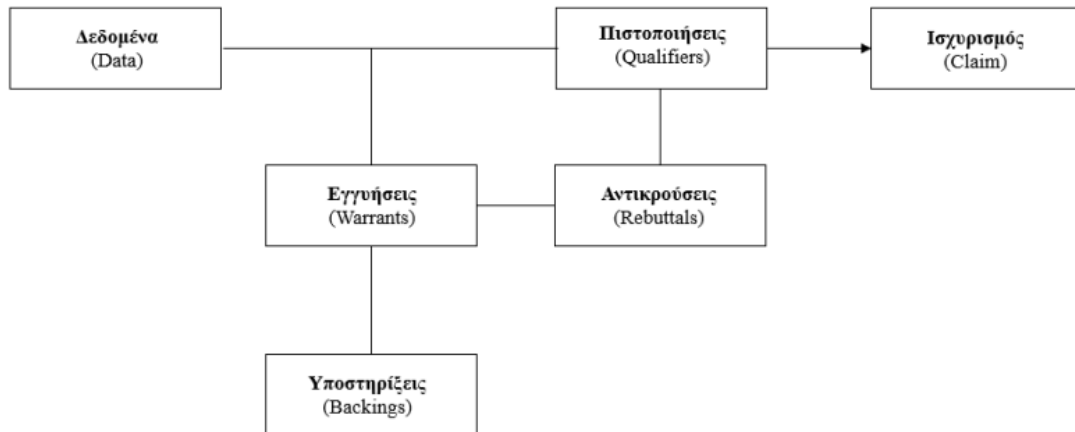 Δεδομένα
(Data)
Πιστοποιήσεις
(Qualifiers)
Ισχυρισμός
(Claim)
Εγγυήσεις
(Warrants)
Αντικρούσεις
(Rebuttals)
Υποστηρίξεις
(Backings)